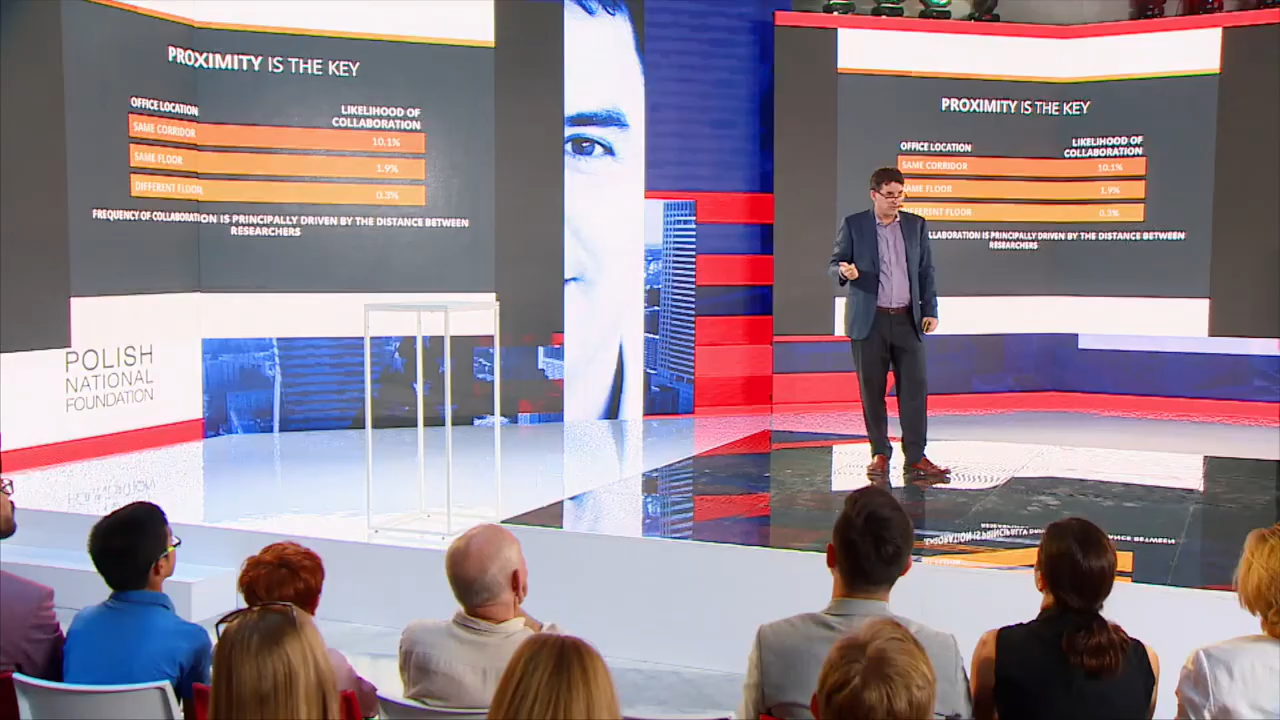 PROXIMITY IS THE KEY
OFFICE LOCATION LIKELIHOOD OF COLLABORATION
SAME CORRIDOR 10.1%
SAME FLOOR 1.9%
DIFFERENT FLOOR 0.3%
FREQUENCY OF COLLABORATION IS PRINCIPALLY DRIVEN BY THE DISTANCE BETWEEN
RESEARCHERS
POLISH
NATIONAL
FOUNDATION
PROXIMITY IS THE KEY
OFFICE LOCATION LIKELIHOOD OF COLLABORATION
SAME CORRIDOR 10.1%
SAME FLOOR 1.9%
DIFFERENT FLOOR 0.3%
LLABORATION IS PRINCIPALLY DRIVEN BY THE DISTANCE BETWEEN
RESEARCHERS